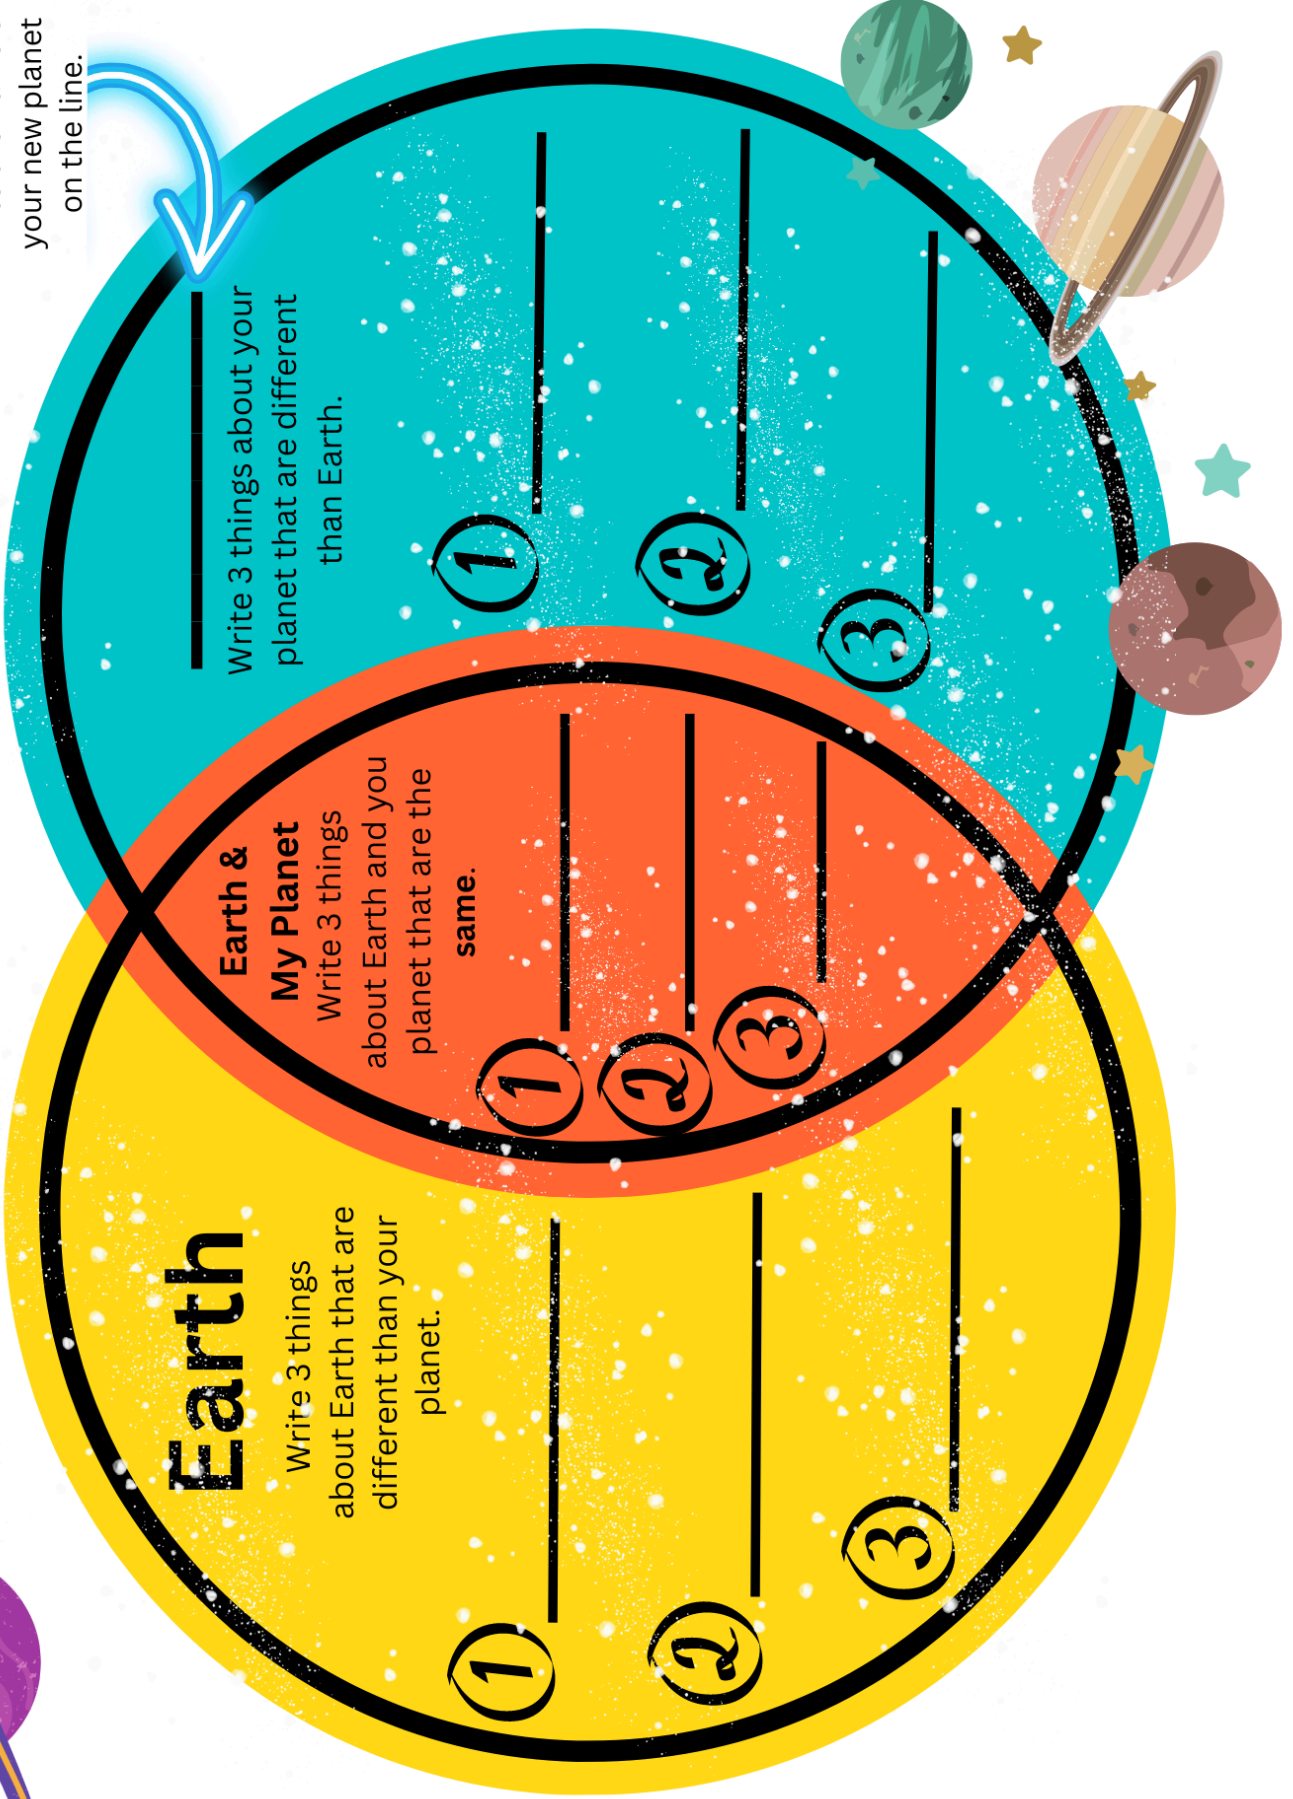 your new planet
on the line.
Earth
Write 3 things
about Earth that are
different than your
planet.
1
2
3
Earth &
My Planet
Write 3 things
about Earth and you
planet that are the
same.
1
2
3
Write 3 things about your
planet that are different
than Earth.
1
2
3